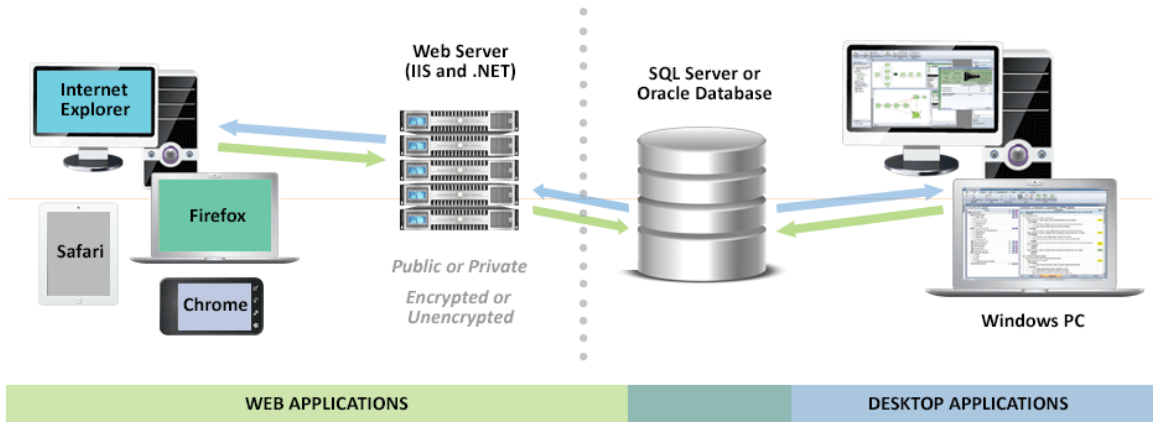 Internet
Explorer
Firefox
Safari
Chrome
Web Server
(IIS and .NET)
Public or Private
Encrypted or
Unencrypted
SQL Server or
Oracle Database
Windows PC
WEB APPLICATIONS
DESKTOP APPLICATIONS